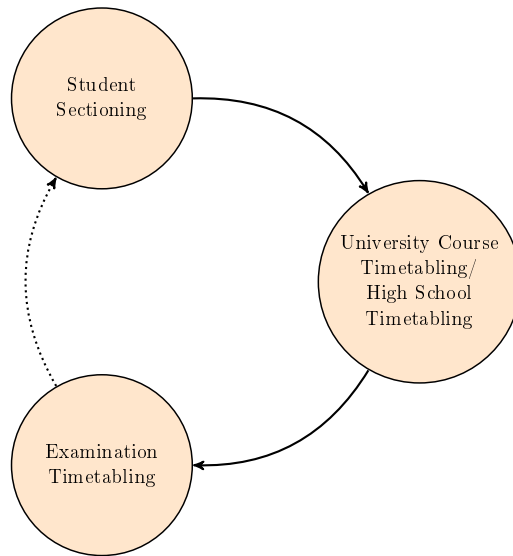 Student
Sectioning
University Course
Timetabling/
High School
Timetabling
Examination
Timetabling